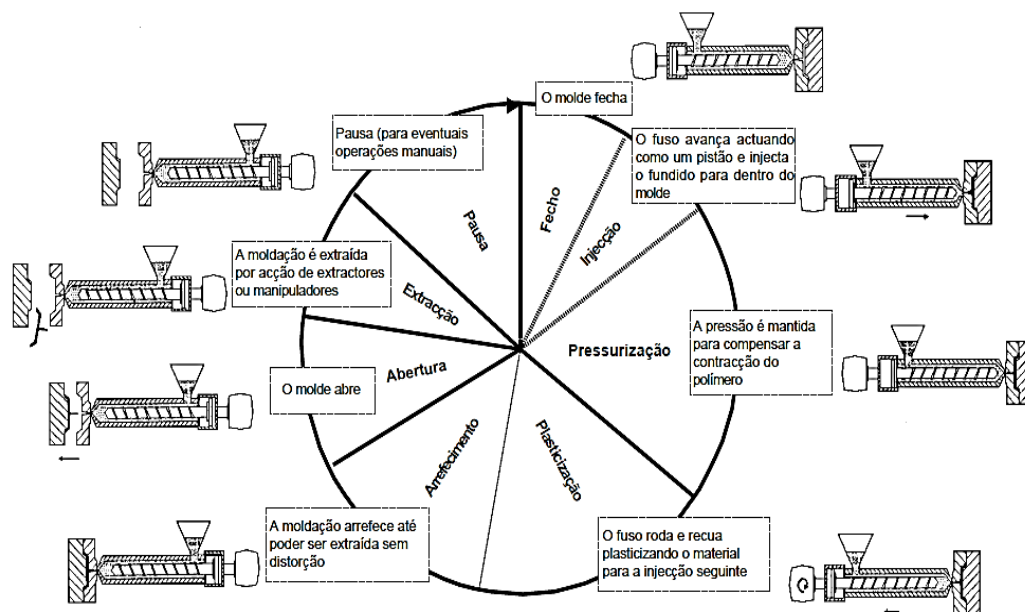 O molde fecha
O fuso avança actuando
como um pistão e injecta
o fundido para dentro do
molde
A pressão é mantida
para compensar a
contracção do
polímero
O fuso roda e recua
plasticizando o material
para a injecção seguinte
A moldação arrefece até
poder ser extraída sem
distorção
O molde abre
A moldação é extraída
por acção de extractores
ou manipuladores
Pausa (para eventuais
operações manuais)
Fecho
Injecção
Pressurização
Plasticização
Arrefecimento
Abertura
Extracção
Pausa